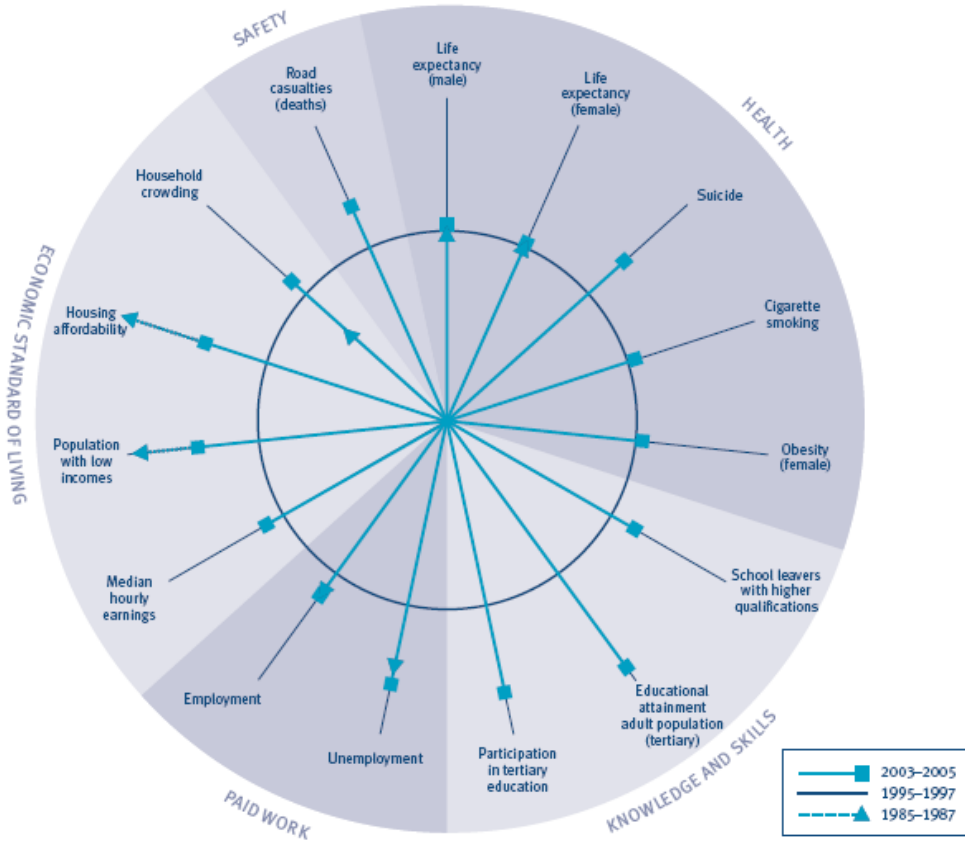 SAFETY
Life
expectancy
(male)
Life
expectancy
(female)
HEALTH
Road
casualties
(deaths)
Household
crowding
Suicide
ECONOMIC STANDARD OF LIVING
Housing
affordability
Cigarette
smoking
Population
with low
incomes
Obesity
(female)
Median
hourly
earnings
School leavers
with higher
qualifications
Employment
Unemployment
Participation
in tertiary
education
Educational
attainment
adult population
(tertiary)
PAID WORK
KNOWLEDGE AND SKILLS
2003–2005
1995–1997
1985–1987